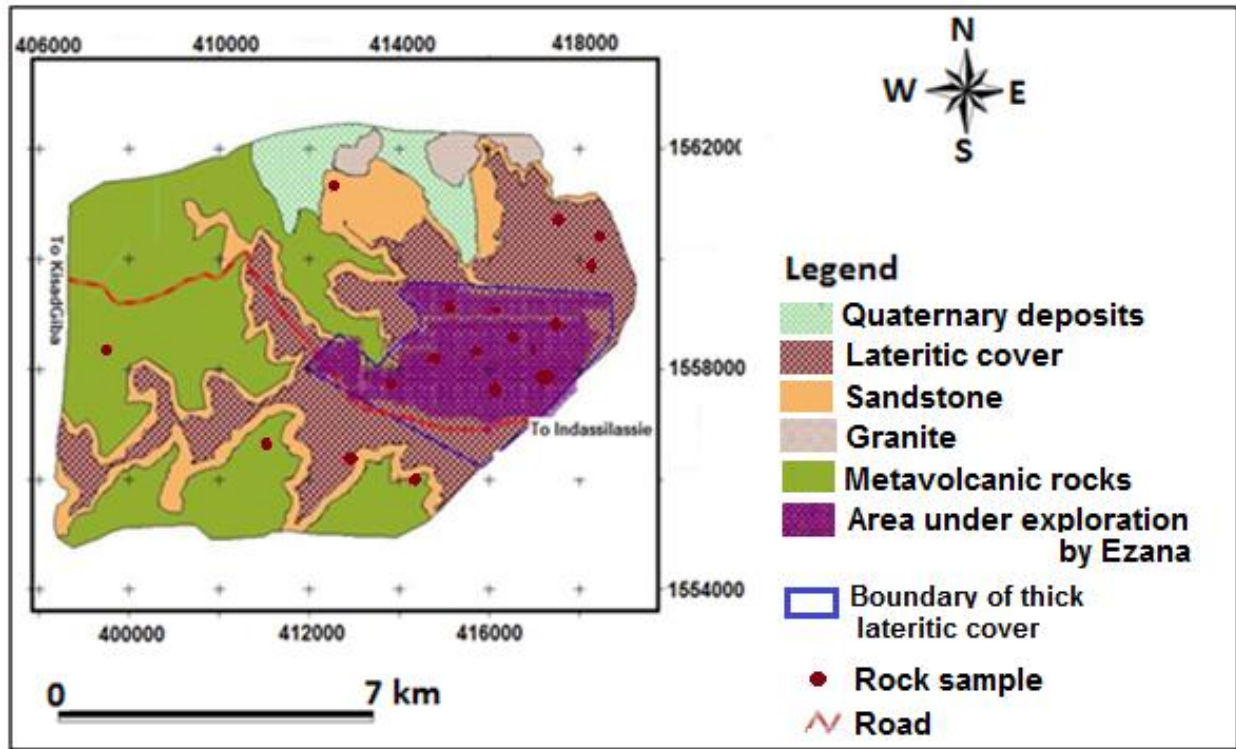 406000 410000 414000 418000
N
W E
S
1562000
To KisadGiba
1558000
To Indassilassie
1554000
400000 412000 416000
0 7 km
Legend
Quaternary deposits
Lateritic cover
Sandstone
Granite
Metavolcanic rocks
Area under exploration
by Ezana
Boundary of thick
lateritic cover
Rock sample
Road